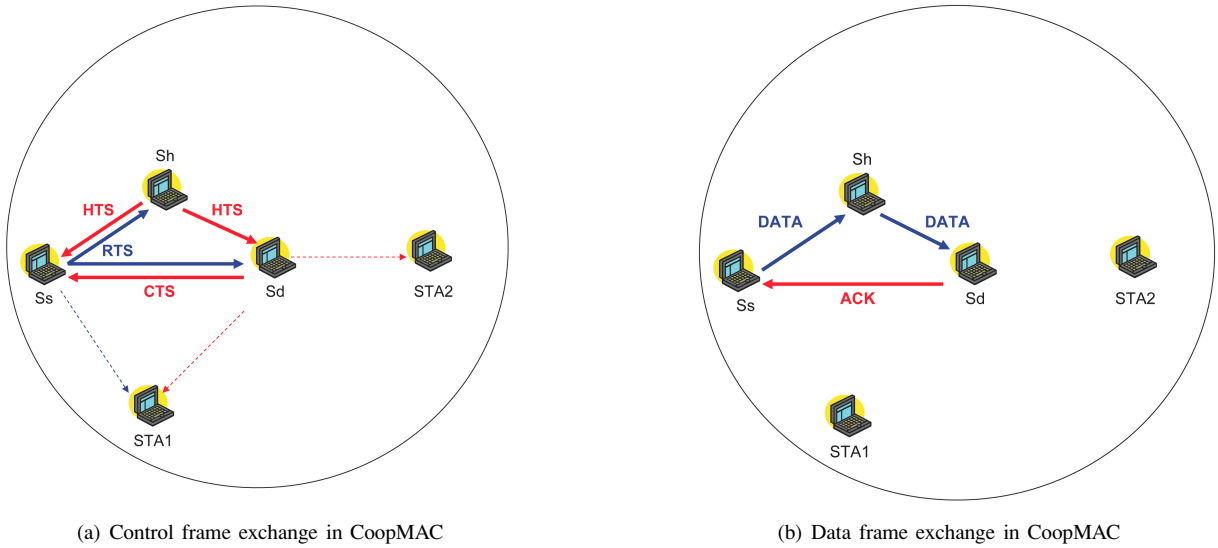 Sh
HTS
HTS
RTS
Ss
CTS
Sd
STA2
STA1
(a) Control frame exchange in CoopMAC
Sh
DATA
DATA
Ss
ACK
Sd
STA2
STA1
(b) Data frame exchange in CoopMAC